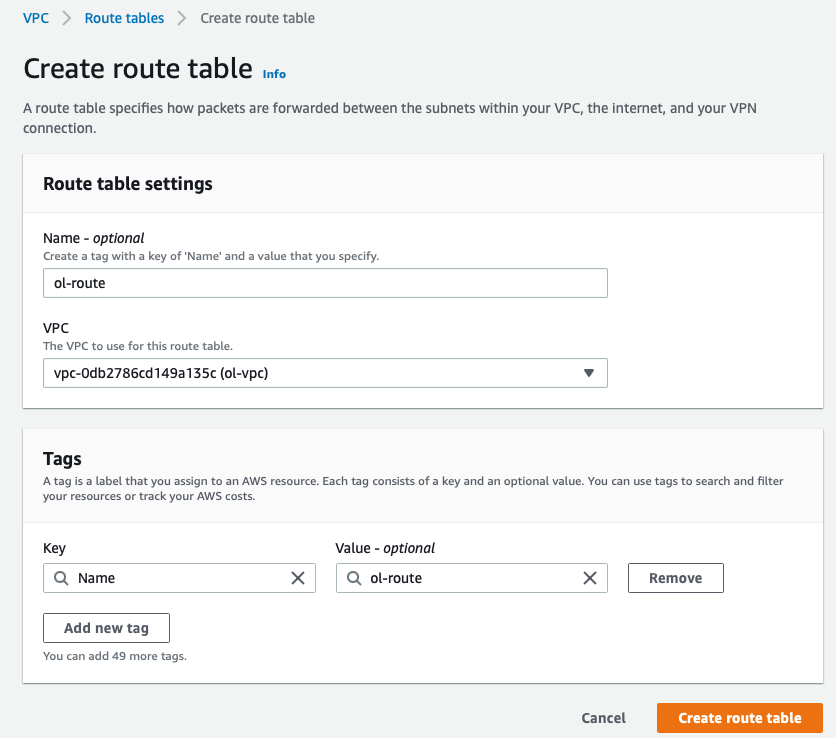 VPC > Route tables > Create route table
Create route table Info
A route table specifies how packets are forwarded between the subnets within your VPC, the internet, and your VPN
connection.
Route table settings
Name - optional
Create a tag with a key of 'Name' and a value that you specify.
ol-route
VPC
The VPC to use for this route table.
vpc-0db2786cd149a135c (ol-vpc)
Tags
A tag is a label that you assign to an AWS resource. Each tag consists of a key and an optional value. You can use tags to search and filter
your resources or track your AWS costs.
Key Value - optional
Name ol-route Remove
Add new tag
You can add 49 more tags.
Cancel Create route table